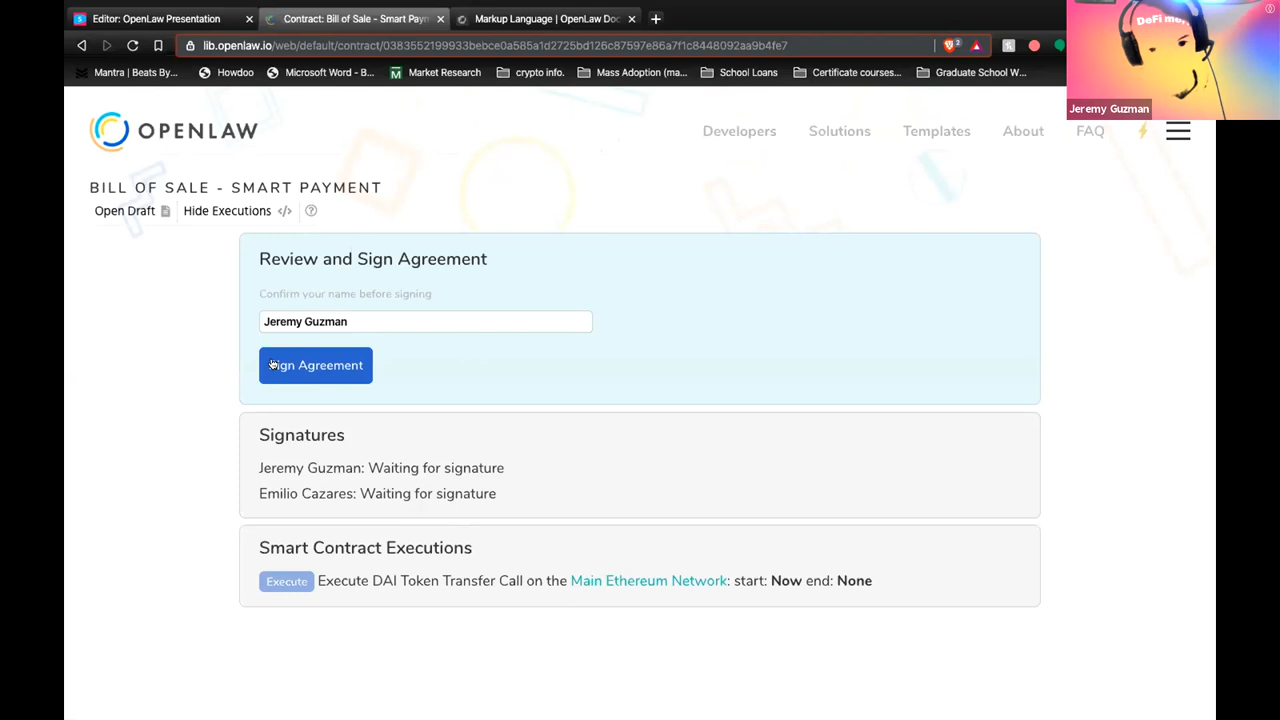 Editor: OpenLaw Presentation
Contract: Bill of Sale - Smart Payn
Markup Language | OpenLaw Doc
lib.openlaw.io/web/default/contract/0383552199933bebce0a585a1d2725bd126c87597e86a7f1c8448092aa9b4fe7
2
DeFi me
Mantra | Beats By...
Howdoo
Microsoft Word - B...
Market Research
crypto info.
Mass Adoption (ma...
School Loans
Certificate courses...
Graduate School W...
Jeremy Guzman
OPENLAW
Developers
Solutions
Templates
About
FAQ
BILL OF SALE - SMART PAYMENT
Open Draft
Hide Executions </>
?
Review and Sign Agreement
Confirm your name before signing
Jeremy Guzman
Sign Agreement
Signatures
Jeremy Guzman: Waiting for signature
Emilio Cazares: Waiting for signature
Smart Contract Executions
Execute Execute DAI Token Transfer Call on the Main Ethereum Network: start: Now end: None